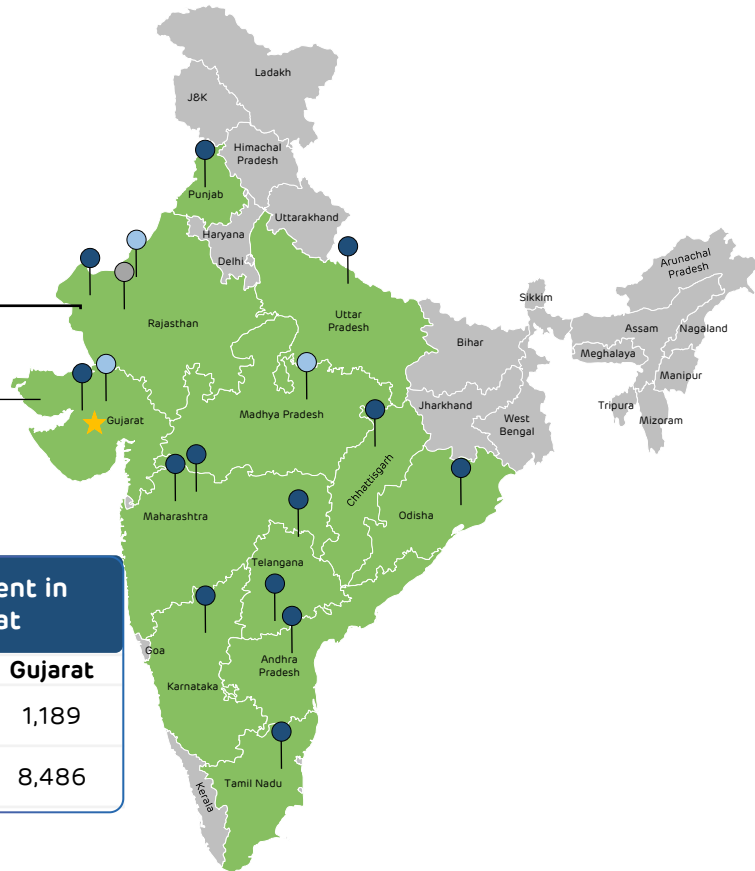 Ladakh
J&K
Himachal
Pradesh
Punjab
Uttarakhand
Haryana
Delhi
Arunachal
Pradesh
Sikkim
Rajasthan
Uttar
Pradesh
Bihar
Assam
Nagaland
Meghalaya
Manipur
Jharkhand
Tripura
Mizoram
Gujarat
Madhya Pradesh
West
Bengal
Chhattisgarh
Maharashtra
Odisha
Telangana
Goa
Andhra
Pradesh
Karnataka
Tamil Nadu
Kerala
ent in
at
Gujarat
1,189
8,486